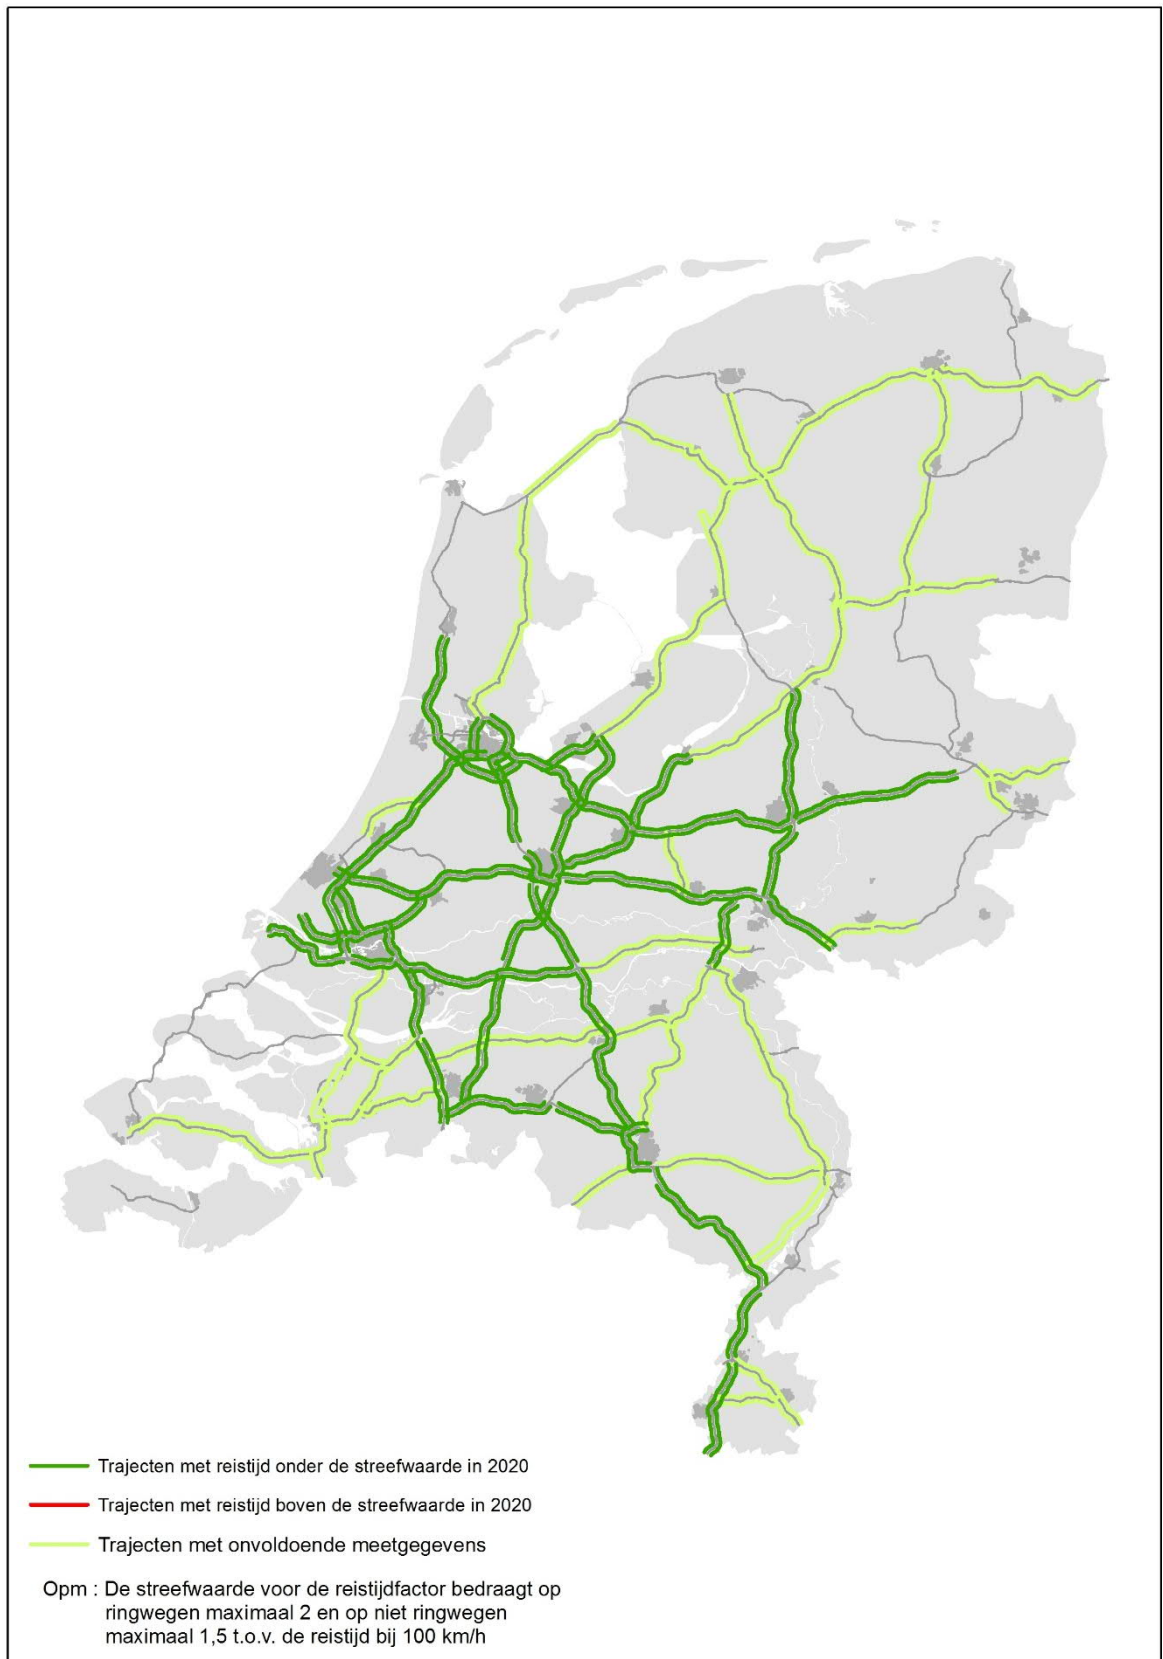 Trajecten met reistijd onder de streefwaarde in 2020
Trajecten met reistijd boven de streefwaarde in 2020
Trajecten met onvoldoende meetgegevens
Opm : De streefwaarde voor de reistijdfactor bedraagt op
ringwegen maximaal 2 en op niet ringwegen
maximaal 1,5 t.o.v. de reistijd bij 100 km/h